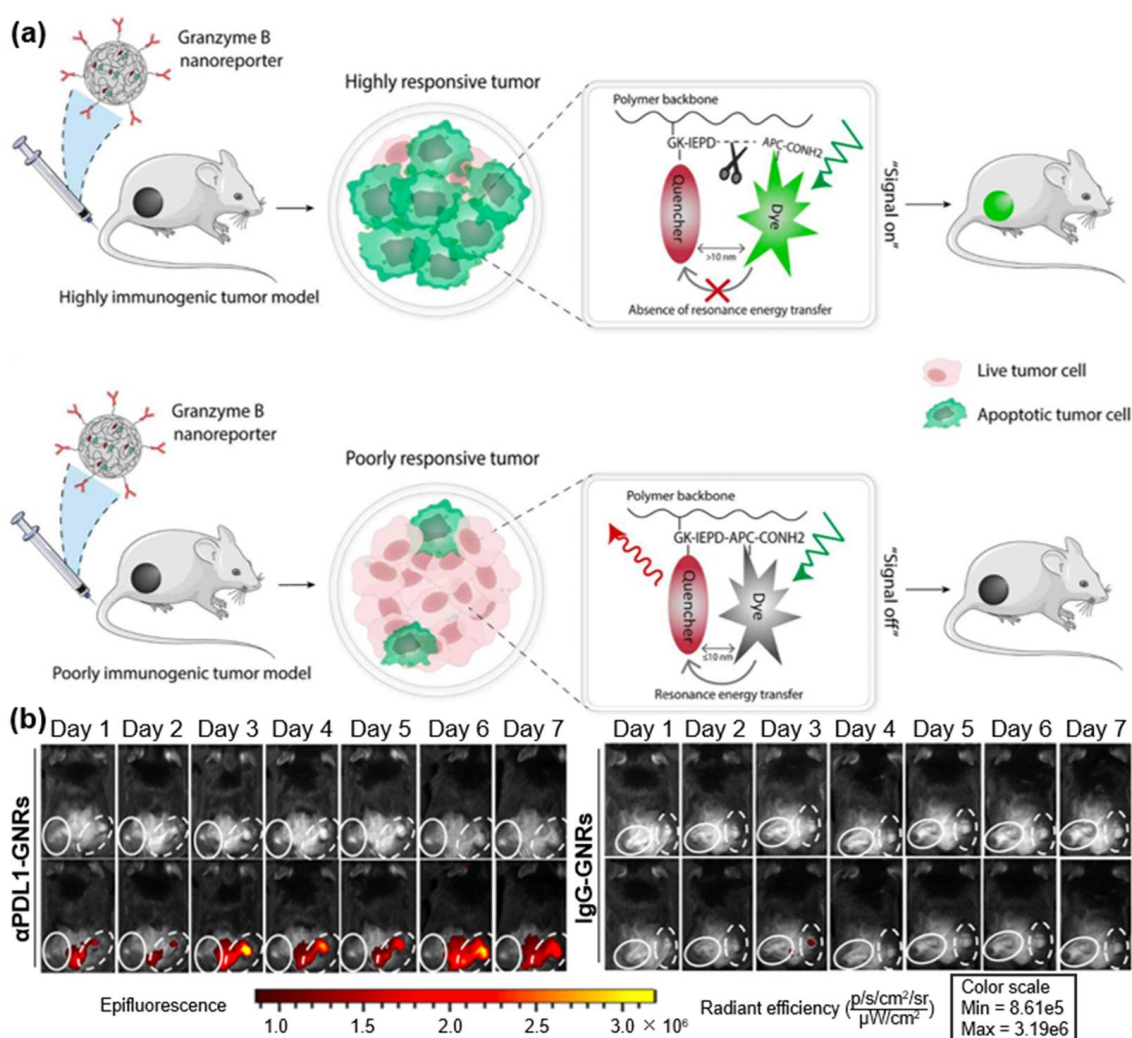 (a)
Granzyme B
nanoreporter
Highly immunogenic tumor model
Highly responsive tumor
Polymer backbone
GK-IEPD
APC-CONH2
Quencher
Dye
>10 nm
Absence of resonance energy transfer
"Signal on"
Live tumor cell
Apoptotic tumor cell
Granzyme B
nanoreporter
Poorly immunogenic tumor model
Poorly responsive tumor
Polymer backbone
GK-IEPD-APC-CONH2
Quencher
Dye
≤10 nm
Resonance energy transfer
"Signal off"
(b)
Day 1 Day 2 Day 3 Day 4 Day 5 Day 6 Day 7
αPDL1-GNRs
Day 1 Day 2 Day 3 Day 4 Day 5 Day 6 Day 7
IgG-GNRs
Epifluorescence
1.0 1.5 2.0 2.5 3.0 × 10⁶
Radiant efficiency (p/s/cm²/sr
μW/cm²)
Color scale
Min = 8.61e5
Max = 3.19e6